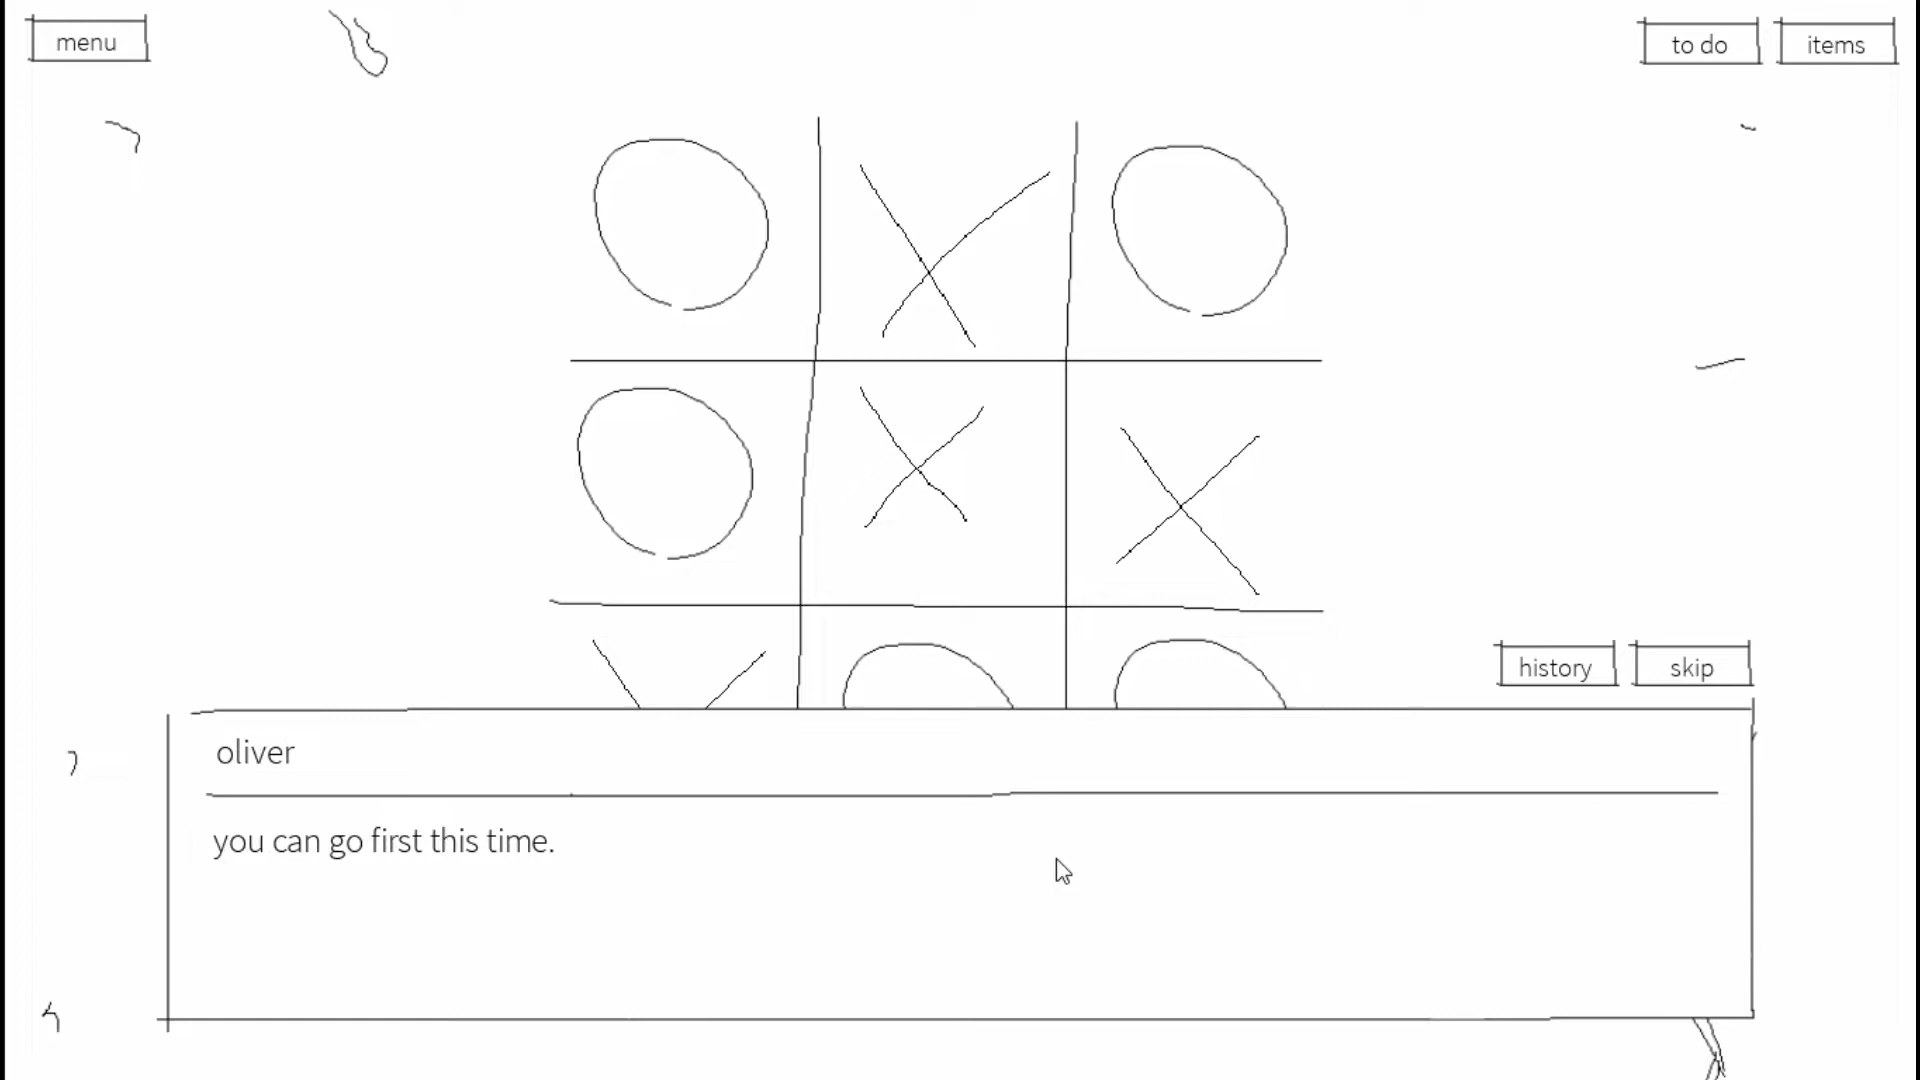 menu
to do
items
history
skip
oliver
you can go first this time.